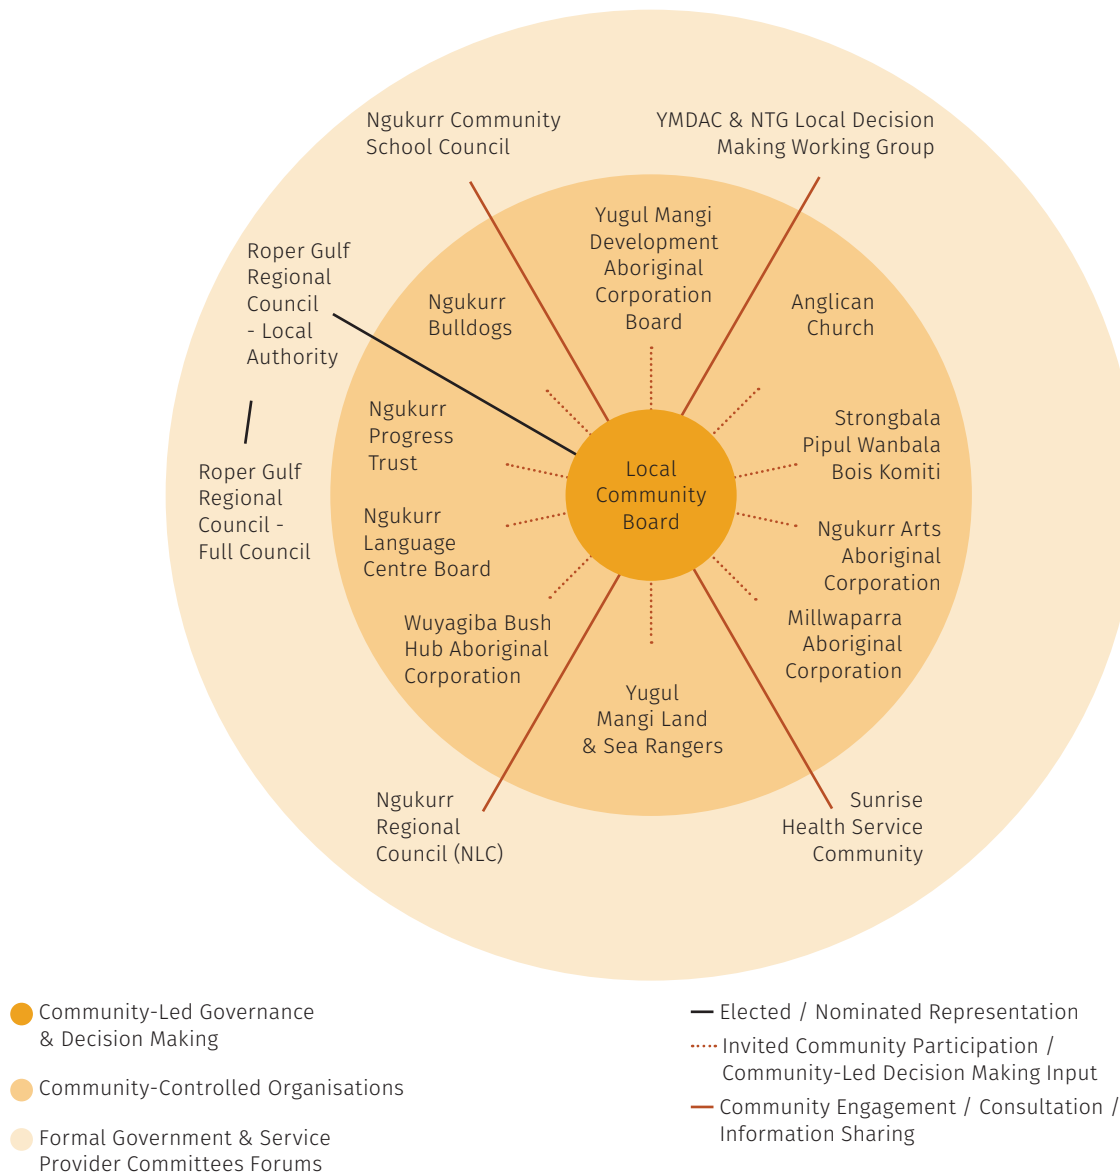 Ngukurr Community
School Council
YMDAC & NTG Local Decision
Making Working Group
Yugul Mangi
Development
Aboriginal
Corporation
Board
Roper Gulf
Regional
Council
- Local
Authority
Ngukurr
Bulldogs
Anglican
Church
Ngukurr
Progress
Trust
Strongbala
Pipul Wanbala
Bois Komiti
Local
Community
Board
Roper Gulf
Regional
Council -
Full Council
Ngukurr
Language
Centre Board
Ngukurr Arts
Aboriginal
Corporation
Wuyagiba Bush
Hub Aboriginal
Corporation
Millwaparra
Aboriginal
Corporation
Yugul
Mangi Land
& Sea Rangers
Ngukurr
Regional
Council (NLC)
Sunrise
Health Service
Community
Community-Led Governance
& Decision Making
Community-Controlled Organisations
Formal Government & Service
Provider Committees Forums
Elected / Nominated Representation
Invited Community Participation /
Community-Led Decision Making Input
Community Engagement / Consultation /
Information Sharing